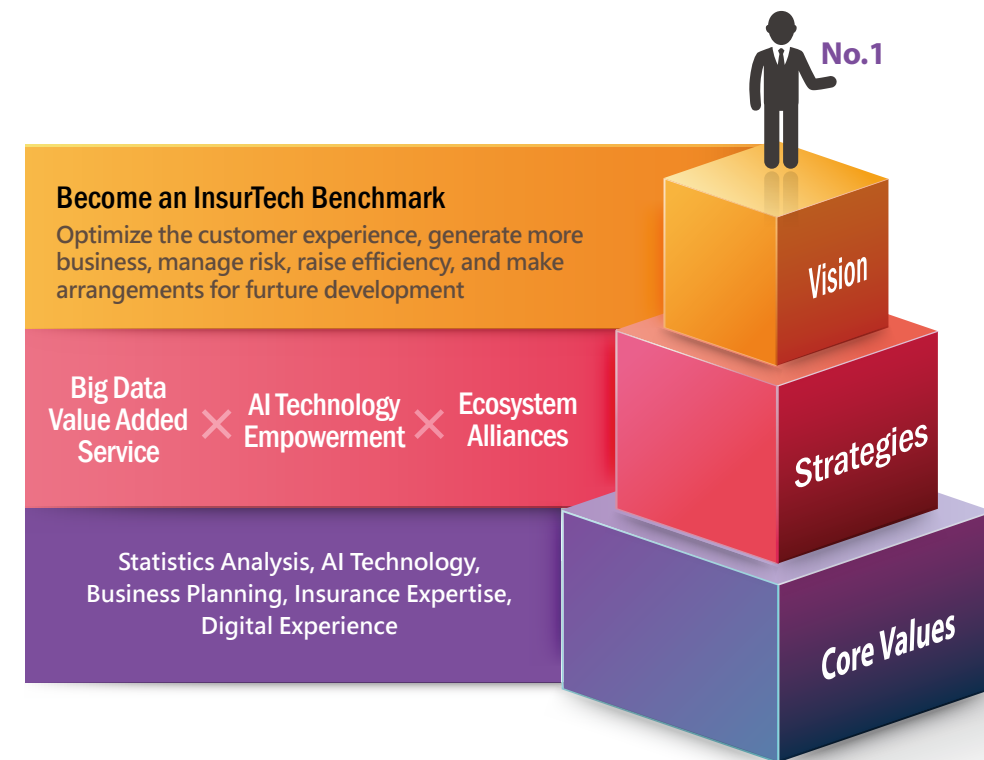 No.1
Become an InsurTech Benchmark
Optimize the customer experience, generate more
business, manage risk, raise efficiency, and make
arrangements for furture development
Vision
Big Data
Value Added
Service
×
AI Technology
Empowerment
×
Ecosystem
Alliances
Strategies
Statistics Analysis, AI Technology,
Business Planning, Insurance Expertise,
Digital Experience
Core Values